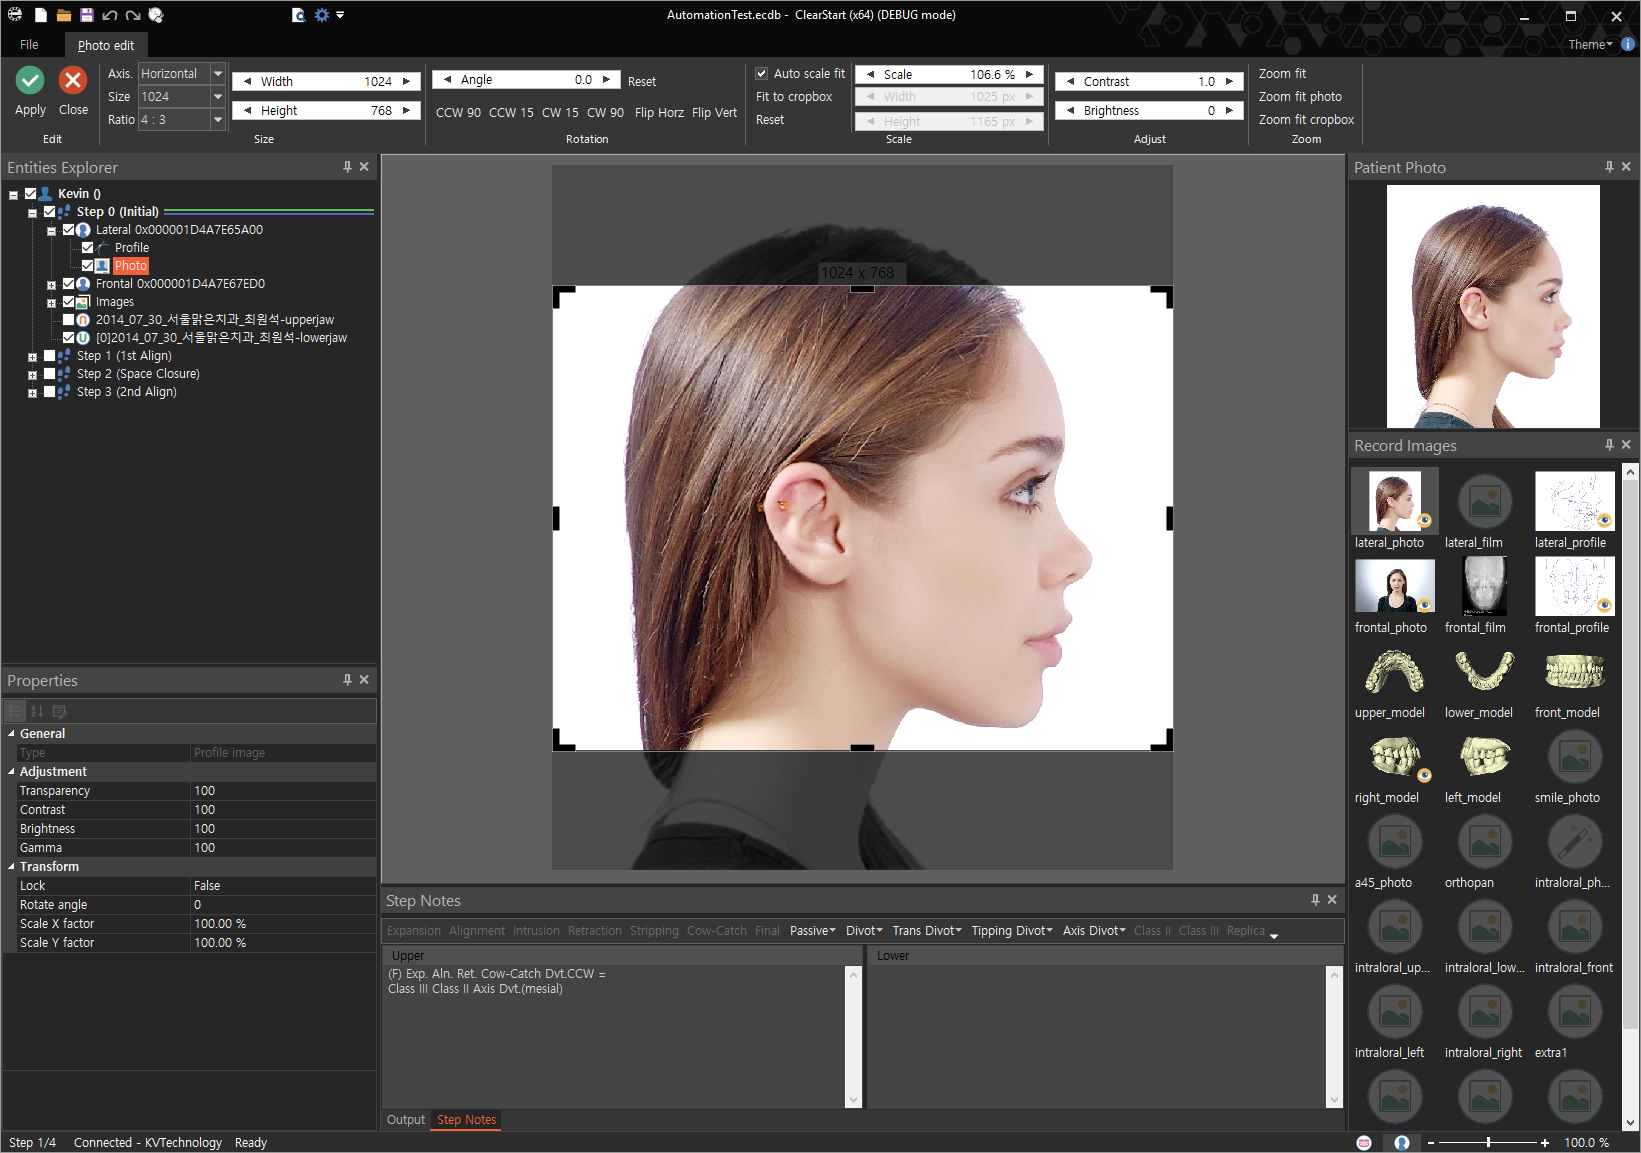 AutomationTest.ecdb - ClearStart (x64) (DEBUG mode)
File
Photo edit
Theme
Apply
Close
Edit
Axis. Horizontal
Size 1024
Ratio 4 : 3
Width 1024
Height 768
Size
Angle 0.0 Reset
CCW 90 CCW 15 CW 15 CW 90 Flip Horz Flip Vert
Rotation
Auto scale fit
Fit to cropbox
Reset
Scale 106.6 %
Width 1025 px
Height 1165 px
Scale
Contrast 1.0
Brightness 0
Adjust
Zoom fit
Zoom fit photo
Zoom fit cropbox
Zoom
Entities Explorer
Kevin ()
Step 0 (Initial)
Lateral 0x000001D4A7E65A00
Profile
Photo
Frontal 0x000001D4A7E67ED0
Images
2014_07_30_서울맑은치과_최원석-upperjaw
[0]2014_07_30_서울맑은치과_최원석-lowerjaw
Step 1 (1st Align)
Step 2 (Space Closure)
Step 3 (2nd Align)
Properties
General
Type Profile image
Adjustment
Transparency 100
Contrast 100
Brightness 100
Gamma 100
Transform
Lock False
Rotate angle 0
Scale X factor 100.00 %
Scale Y factor 100.00 %
1024 x 768
Step Notes
Expansion Alignment Intrusion Retraction Stripping Cow-Catch Final Passive Divot Trans Divot Tipping Divot Axis Divot Class II Class III Replica
Upper
(F) Exp. Aln. Ret. Cow-Catch Dvt.CCW =
Class III Class II Axis Dvt.(mesial)
Lower
Output
Step Notes
Patient Photo
Record Images
lateral_photo lateral_film lateral_profile
frontal_photo frontal_film frontal_profile
upper_model lower_model front_model
right_model left_model smile_photo
a45_photo orthopan intraloral_ph...
intraloral_up... intraloral_low... intraloral_front
intraloral_left intraloral_right extra1
Step 1/4 Connected - KVTechnology Ready
100.0 %